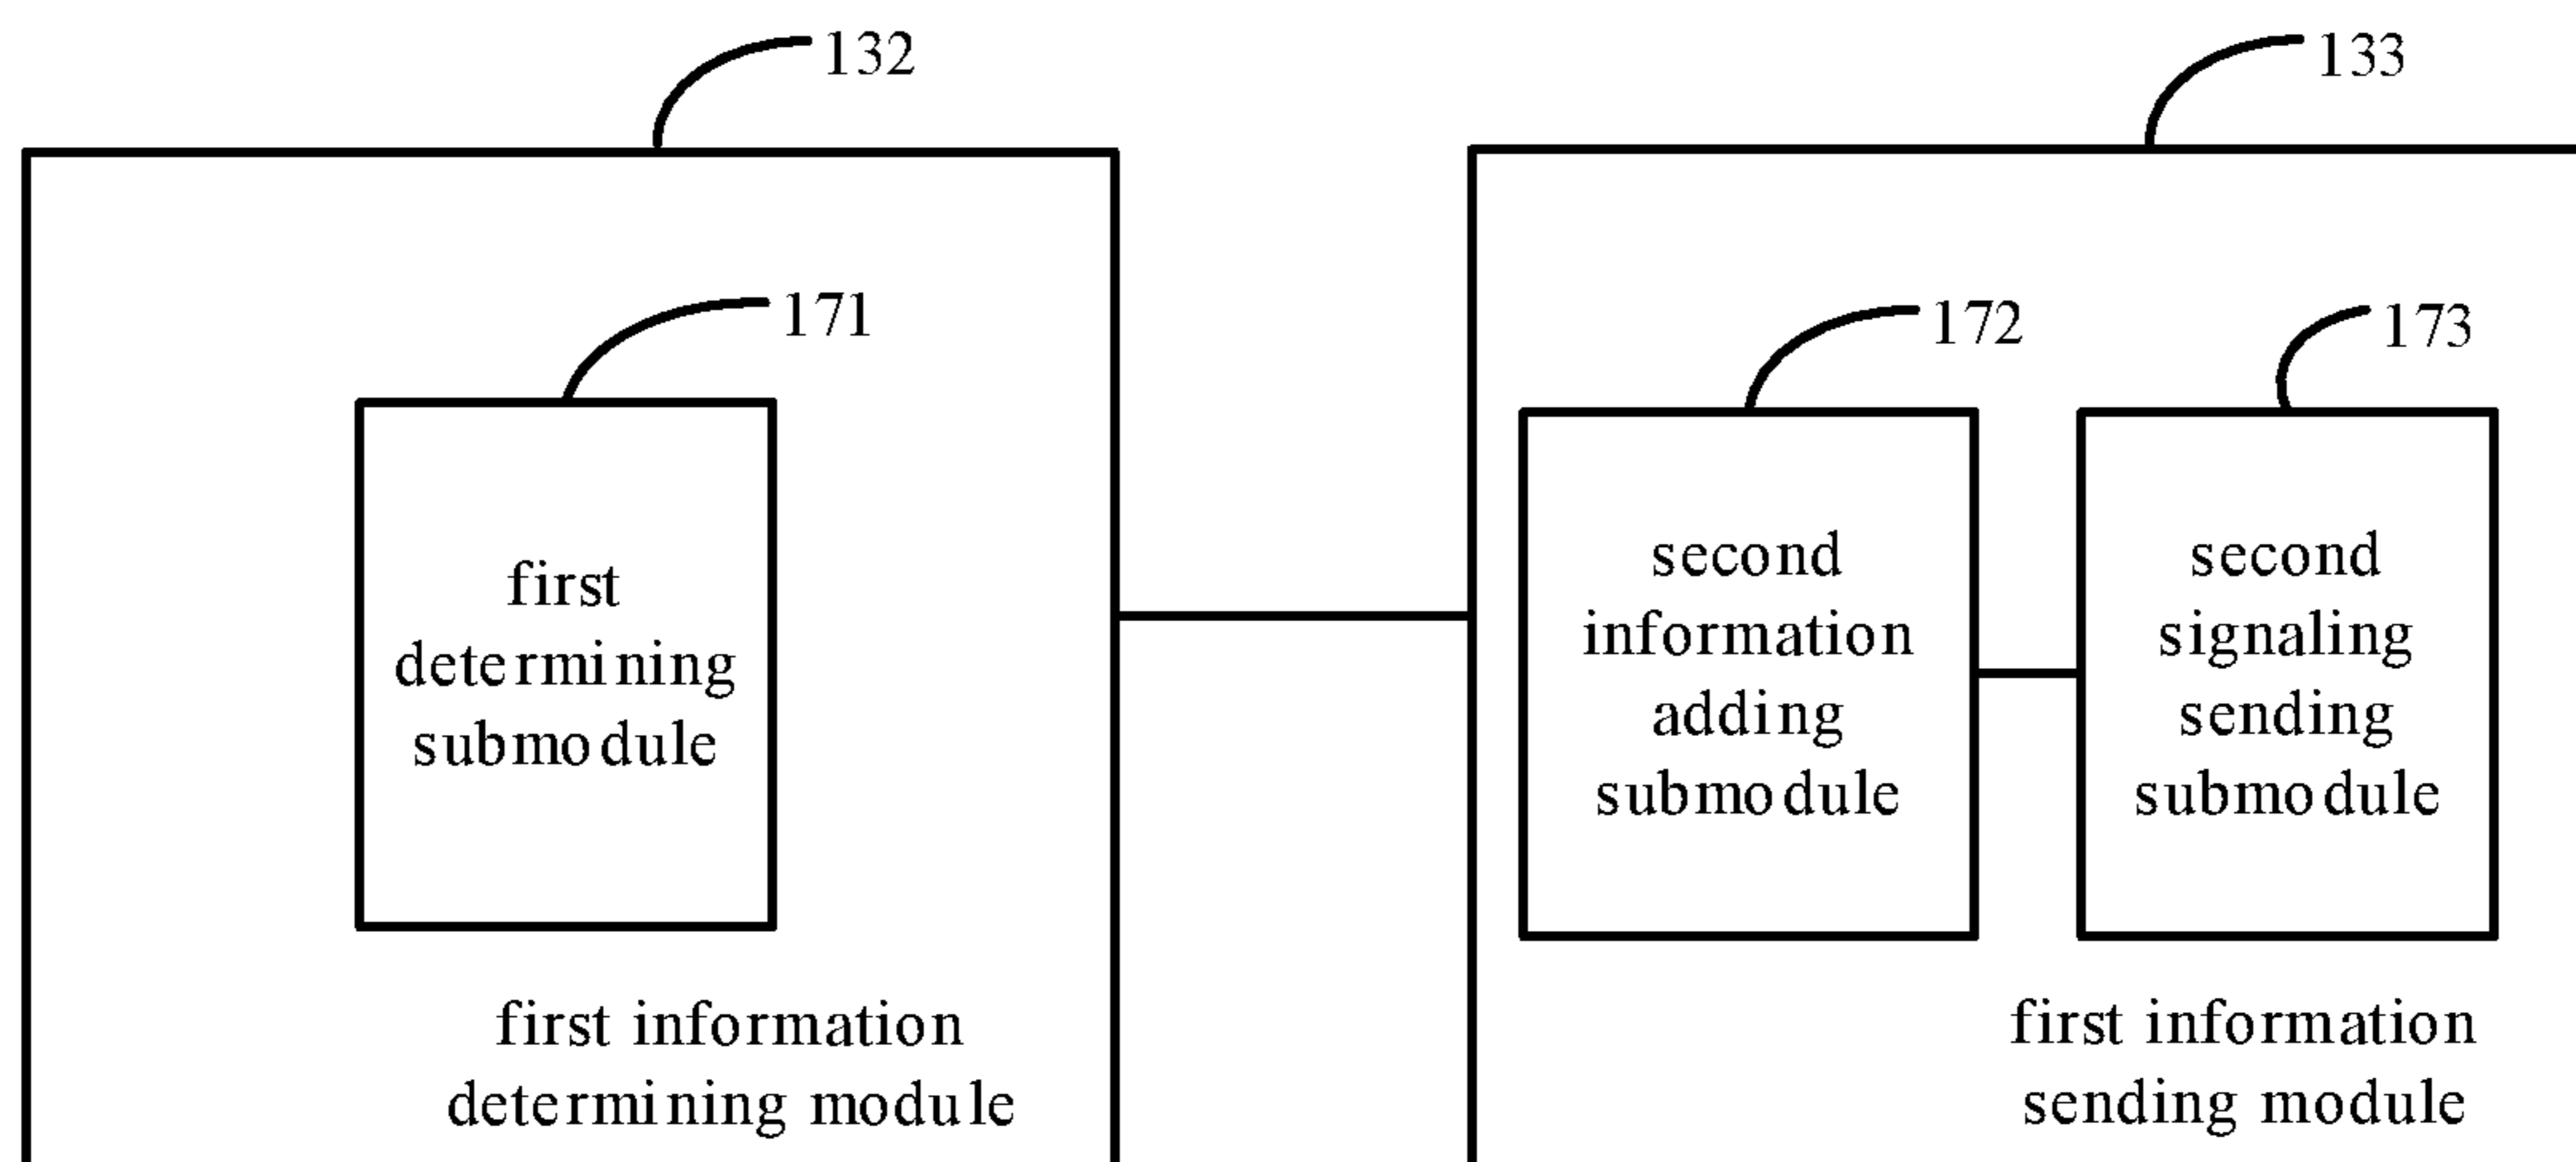 132
133
171
172
173
first
determining
submodule
second
information
adding
submodule
second
signaling
sending
submodule
first information
determining module
first information
sending module